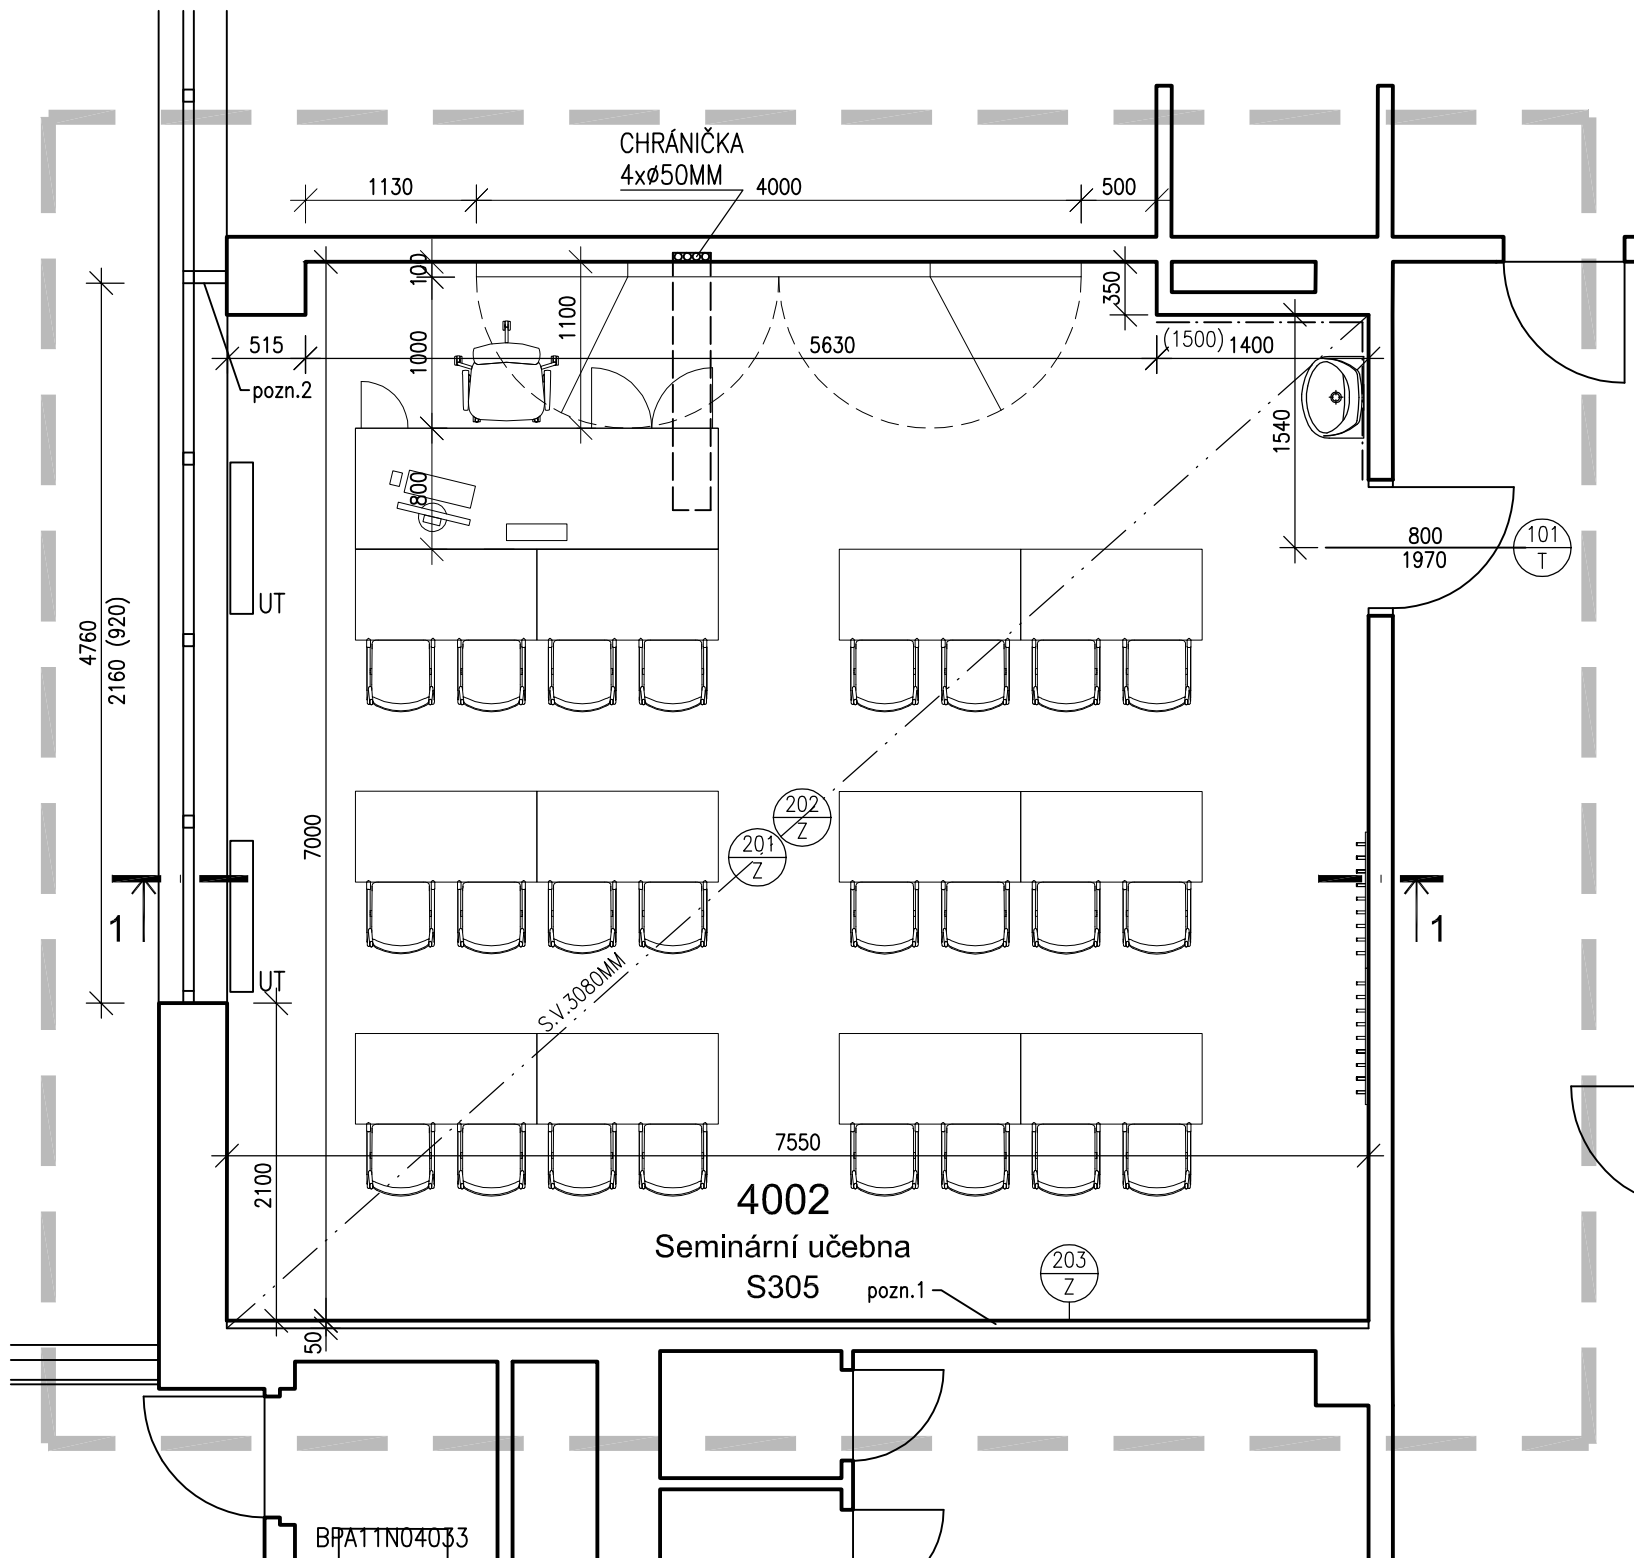 CHRÁNIČKA
4xø50MM
1130
4000
500
100
1100
350
1000
515
5630
(1500)
1400
pozn.2
1540
800
800
1970
101
T
UT
4760
2160 (920)
7000
202
Z
201
Z
1
1
S.V.3080MM
UT
7550
2100
4002
Seminární učebna
S305
203
Z
pozn.1
50
BPA11N04033